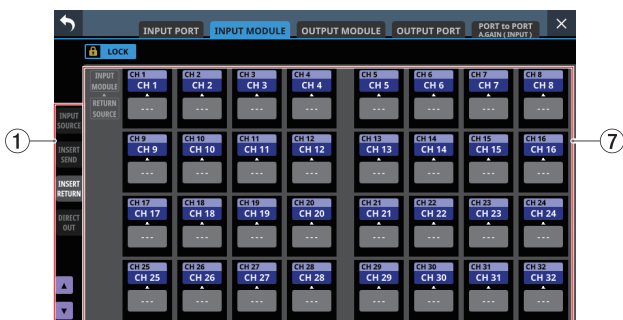 INPUT PORT INPUT MODULE OUTPUT MODULE OUTPUT PORT PORT to PORT
A.GAIN ( INPUT )
LOCK
INPUT MODULE
RETURN SOURCE
CH 1 CH 2 CH 3 CH 4 CH 5 CH 6 CH 7 CH 8
CH 1 CH 2 CH 3 CH 4 CH 5 CH 6 CH 7 CH 8
--- --- --- --- --- --- --- ---
INPUT SOURCE
1
7
INSERT SEND
CH 9 CH 10 CH 11 CH 12 CH 13 CH 14 CH 15 CH 16
CH 9 CH 10 CH 11 CH 12 CH 13 CH 14 CH 15 CH 16
--- --- --- --- --- --- --- ---
INSERT RETURN
DIRECT OUT
CH 17 CH 18 CH 19 CH 20 CH 21 CH 22 CH 23 CH 24
CH 17 CH 18 CH 19 CH 20 CH 21 CH 22 CH 23 CH 24
--- --- --- --- --- --- --- ---
CH 25 CH 26 CH 27 CH 28 CH 29 CH 30 CH 31 CH 32
CH 25 CH 26 CH 27 CH 28 CH 29 CH 30 CH 31 CH 32
--- --- --- --- --- --- --- ---